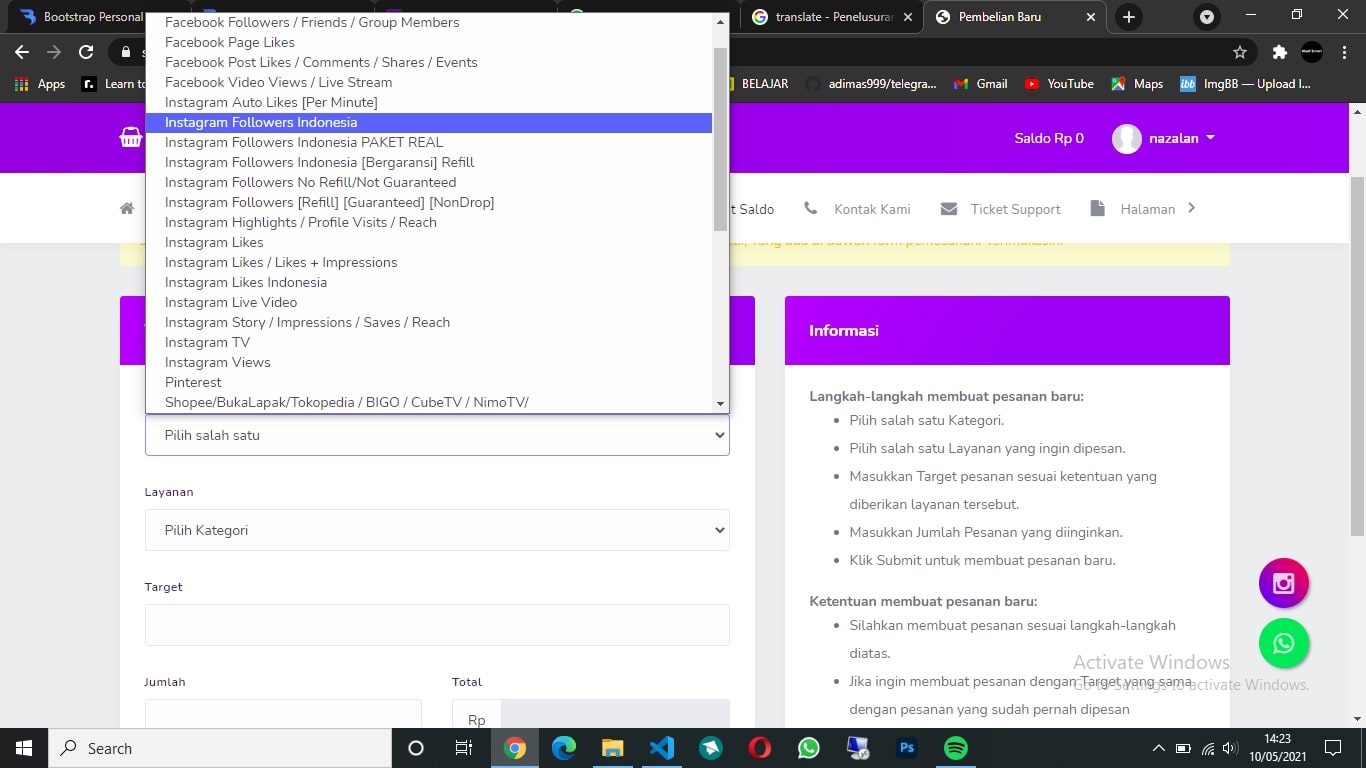 Bootstrap Personal
translate - Penelusuran
Pembelian Baru
Apps
Learn to
BELAJAR
adimas999/telegra...
Gmail
YouTube
Maps
ibb
ImgBB — Upload I...
Saldo Rp 0
nazalan
t Saldo
Kontak Kami
Ticket Support
Halaman
Facebook Followers / Friends / Group Members
Facebook Page Likes
Facebook Post Likes / Comments / Shares / Events
Facebook Video Views / Live Stream
Instagram Auto Likes [Per Minute]
Instagram Followers Indonesia
Instagram Followers Indonesia PAKET REAL
Instagram Followers Indonesia [Bergaransi] Refill
Instagram Followers No Refill/Not Guaranteed
Instagram Followers [Refill] [Guaranteed] [NonDrop]
Instagram Highlights / Profile Visits / Reach
Instagram Likes
Instagram Likes / Likes + Impressions
Instagram Likes Indonesia
Instagram Live Video
Instagram Story / Impressions / Saves / Reach
Instagram TV
Instagram Views
Pinterest
Shopee/BukaLapak/Tokopedia / BIGO / CubeTV / NimoTV/
Pilih salah satu
Layanan
Pilih Kategori
Target
Jumlah
Total
Rp
Informasi
Langkah-langkah membuat pesanan baru:
Pilih salah satu Kategori.
Pilih salah satu Layanan yang ingin dipesan.
Masukkan Target pesanan sesuai ketentuan yang
diberikan layanan tersebut.
Masukkan Jumlah Pesanan yang diinginkan.
Klik Submit untuk membuat pesanan baru.
Ketentuan membuat pesanan baru:
Silahkan membuat pesanan sesuai langkah-langkah
diatas.
Jika ingin membuat pesanan dengan Target yang sama
dengan pesanan yang sudah pernah dipesan
Activate Windows
Go to Settings to activate Windows.
Search
Ps
14:23
10/05/2021